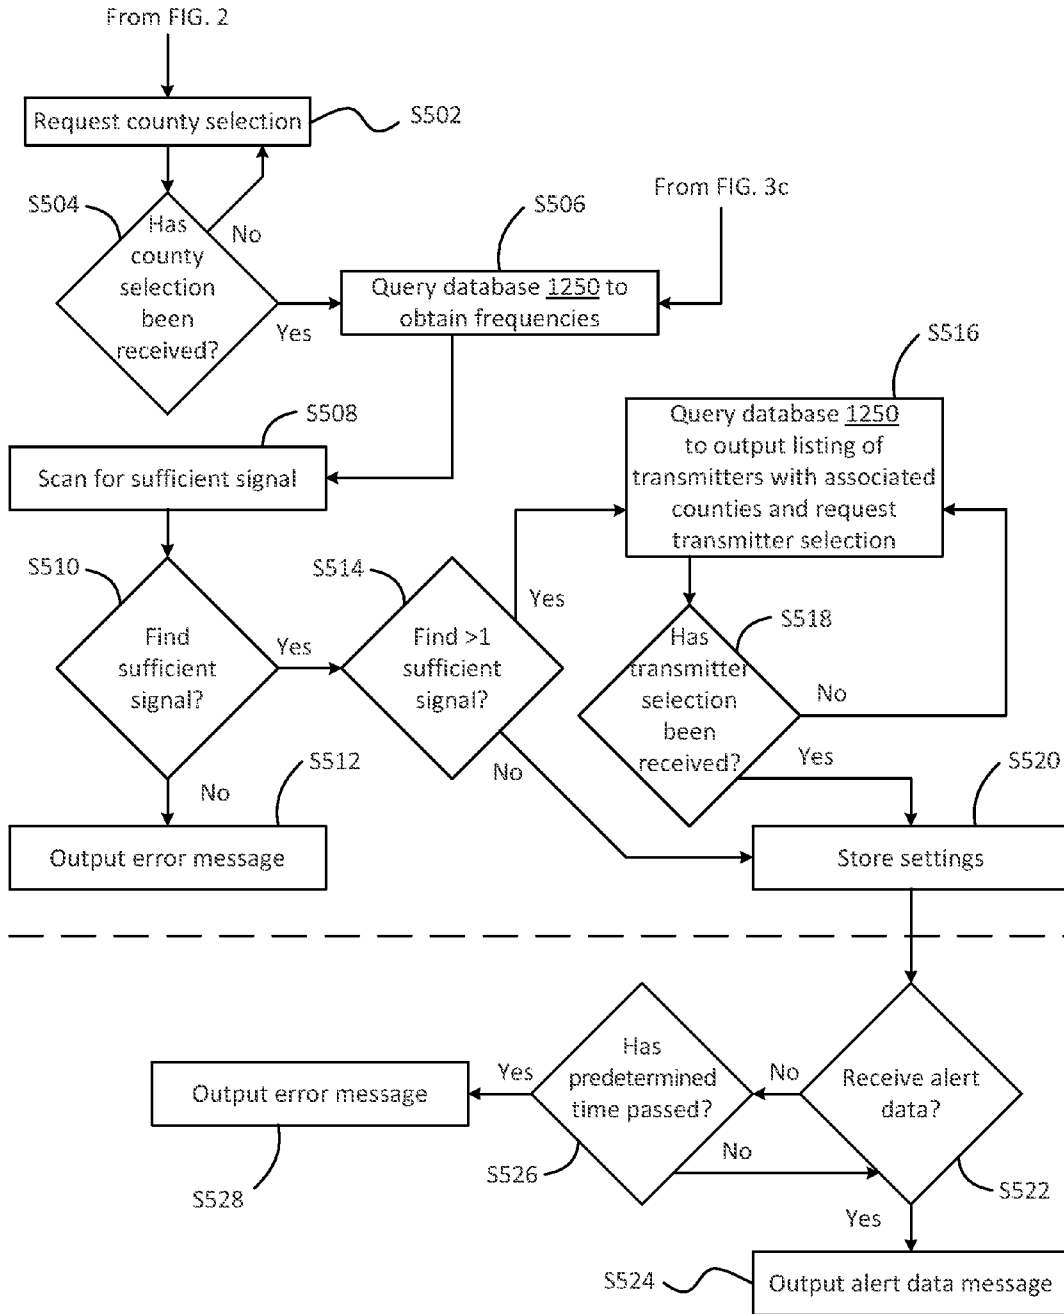 From FIG. 2
Request county selection
S502
S504
Has
county
selection
been
received?
No
Yes
S506
From FIG. 3c
Query database 1250 to
obtain frequencies
S508
Scan for sufficient signal
S516
Query database 1250
to output listing of
transmitters with associated
counties and request
transmitter selection
S510
Find
sufficient
signal?
Yes
No
S514
Find >1
sufficient
signal?
Yes
No
S518
Has
transmitter
selection
been
received?
No
Yes
S512
Output error message
S520
Store settings
Receive alert
data?
S522
No
Yes
Has
predetermined
time passed?
S526
Yes
No
Output error message
S528
S524
Output alert data message